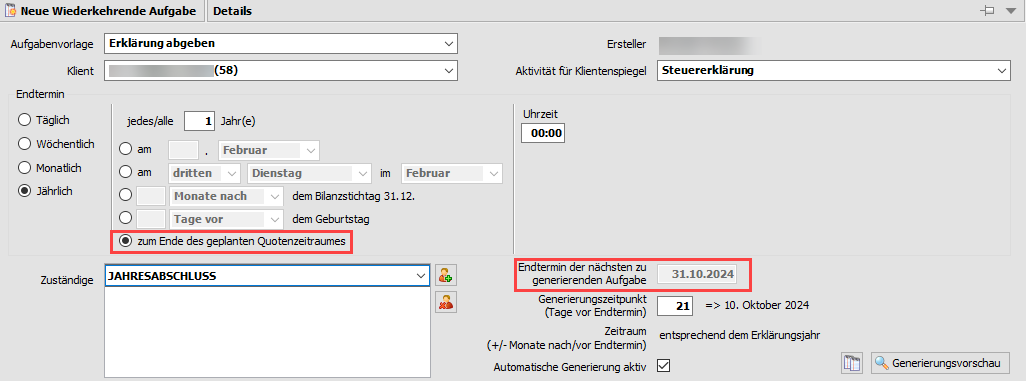 Neue Wiederkehrende Aufgabe Details
Aufgabenvorlage Erklärung abgeben Ersteller
Klient (58) Aktivität für Klientenspiegel Steuererklärung
Endtermin
Täglich
Wöchentlich
Monatlich
Jährlich
jedes/alle 1 Jahr(e)
am . Februar
am dritten Dienstag im Februar
Monate nach dem Bilanzstichtag 31.12.
Tage vor dem Geburtstag
zum Ende des geplanten Quotenzeitraumes
Uhrzeit
00:00
Zuständige JAHRESABSCHLUSS
Endtermin der nächsten zu
generierenden Aufgabe 31.10.2024
Generierungszeitpunkt
(Tage vor Endtermin) 21 => 10. Oktober 2024
Zeitraum
(+/- Monate nach/vor Endtermin) entsprechend dem Erklärungsjahr
Automatische Generierung aktiv
Generierungsvorschau